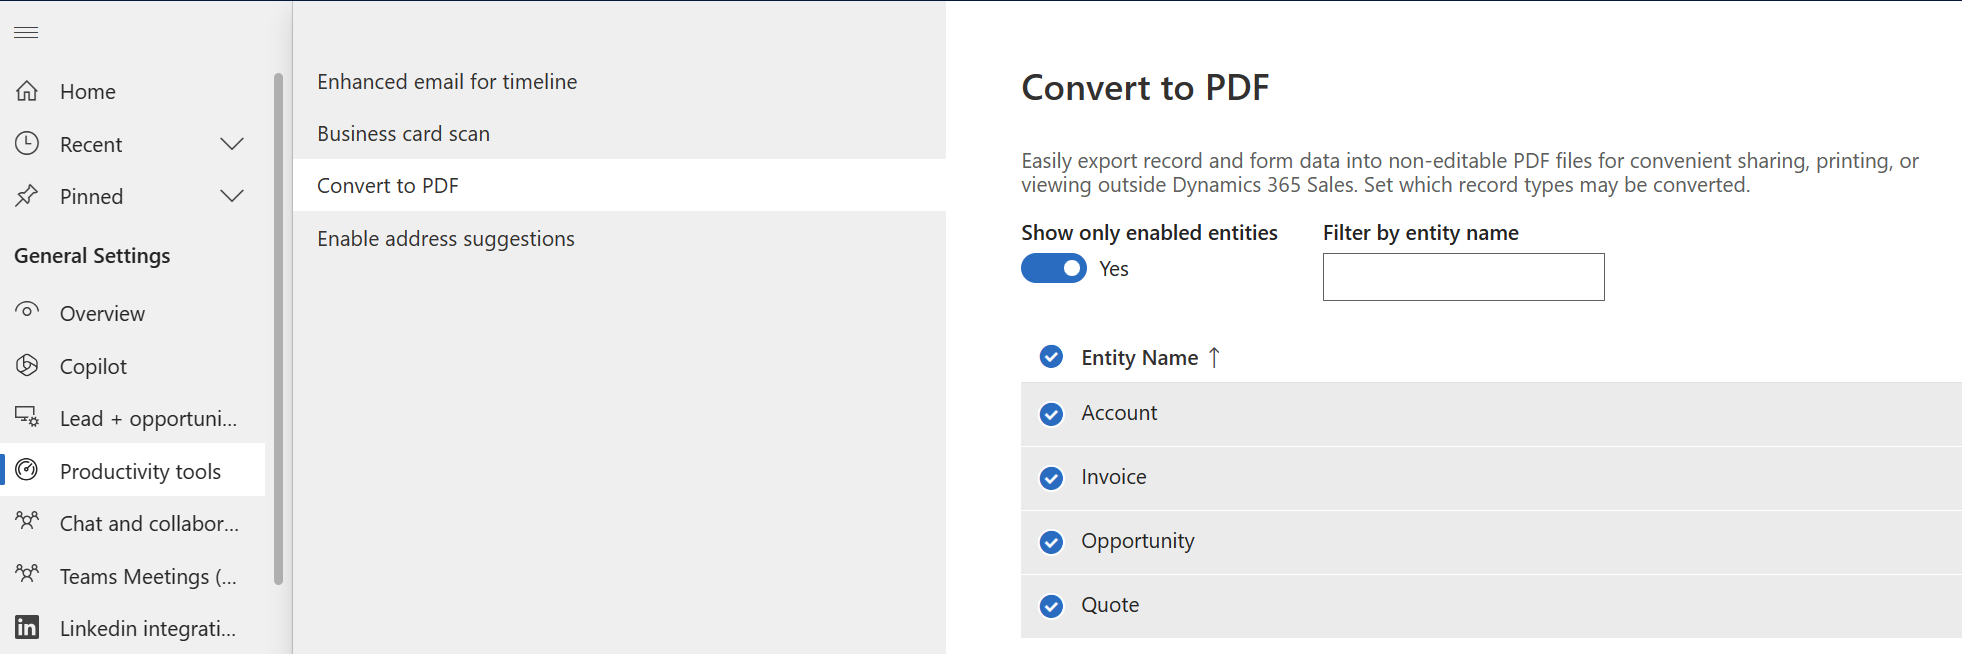 Home
Recent
Pinned
General Settings
Overview
Copilot
Lead + opportuni...
Productivity tools
Chat and collabor...
Teams Meetings (...
in Linkedin integrati...
Enhanced email for timeline
Business card scan
Convert to PDF
Enable address suggestions
Convert to PDF
Easily export record and form data into non-editable PDF files for convenient sharing, printing, or
viewing outside Dynamics 365 Sales. Set which record types may be converted.
Show only enabled entities
Yes
Filter by entity name
Entity Name ↑
Account
Invoice
Opportunity
Quote